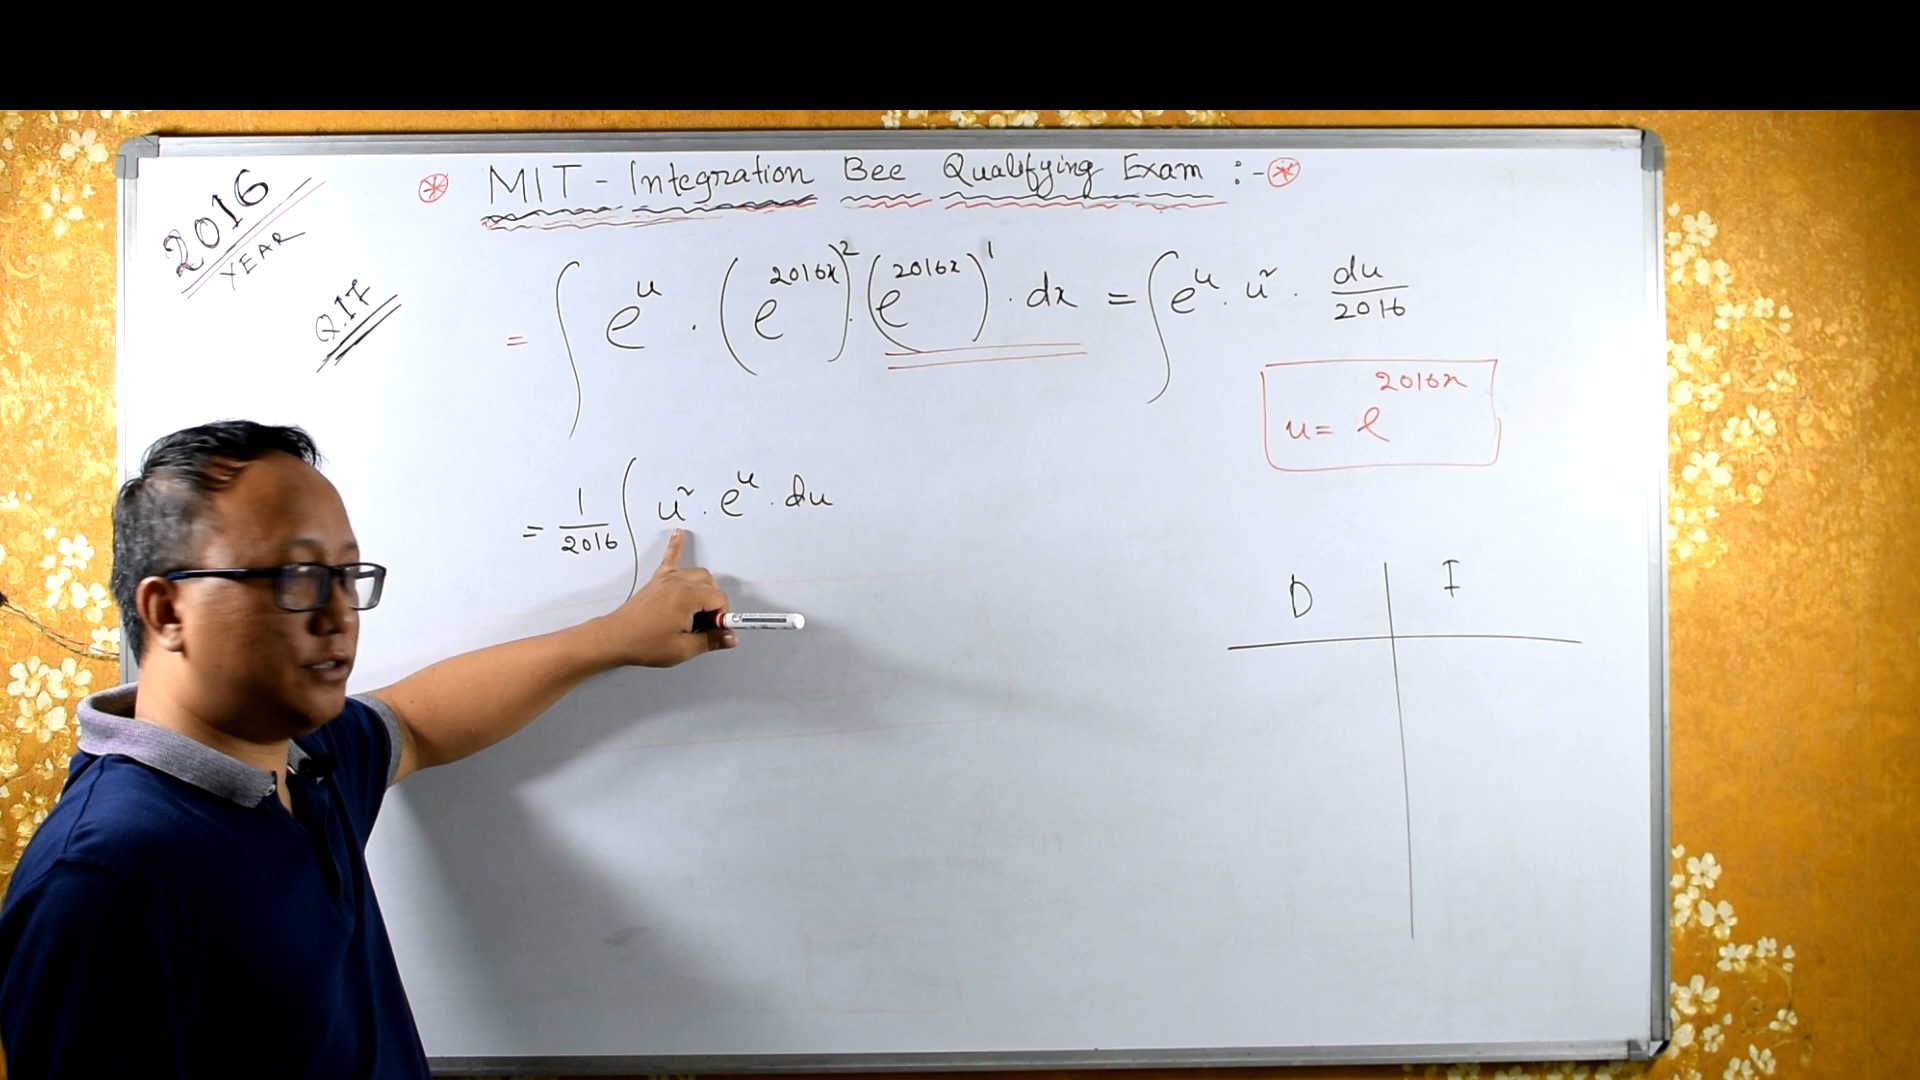 2016
YEAR
Q.17
⊛ MIT - Integration Bee Qualifying Exam :- ⊛
= ∫ e^u . (e^{2016x})^2 . (e^{2016x})^1 . dx = ∫ e^u . u^2 . du/2016
u = e^{2016x}
= 1/2016 ∫ u^2 . e^u . du
D | I